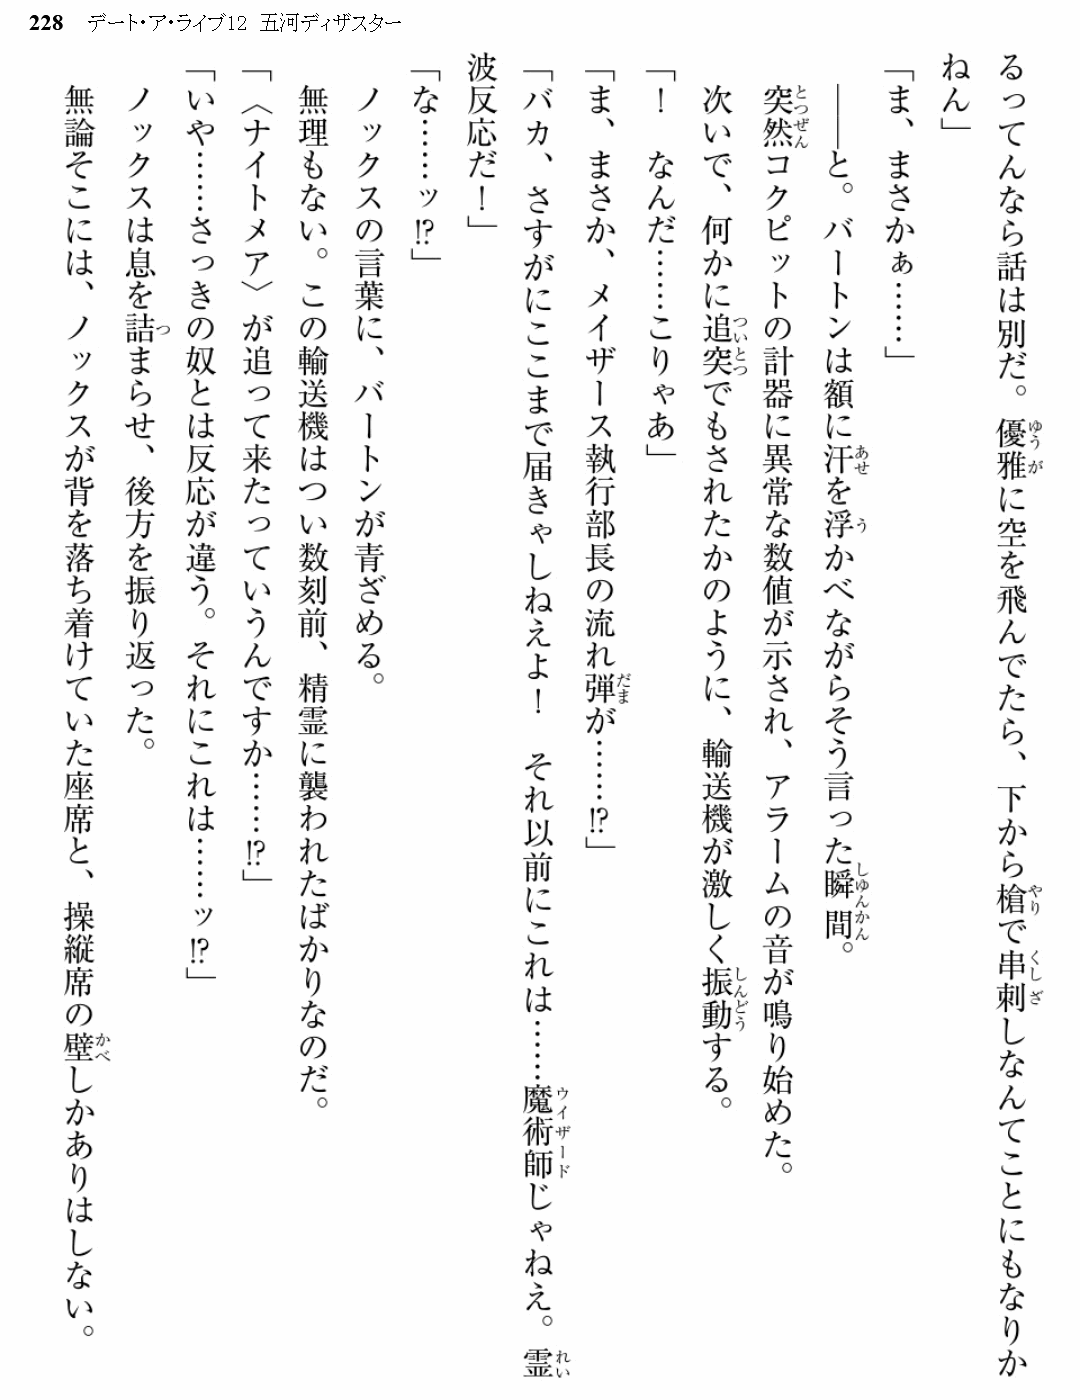 228 デート・ア・ライブ12 五河ディザスター
るってんなら話は別だ。優雅に空を飛んでたら、下から槍で串刺しなんてことにもなりか
ねん」
「ま、まさかぁ……」
――と。バートンは額に汗を浮かべながらそう言った瞬間。
突然コクピットの計器に異常な数値が示され、アラームの音が鳴り始めた。
次いで、何かに追突でもされたかのように、輸送機が激しく振動する。
「！　なんだ……こりゃあ」
「ま、まさか、メイザース執行部長の流れ弾が……!?」
「バカ、さすがにここまで届きゃしねえよ！　それ以前にこれは……魔術師じゃねえ。霊
波反応だ！」
「な……ッ!?」
ノックスの言葉に、バートンが青ざめる。
無理もない。この輸送機はつい数刻前、精霊に襲われたばかりなのだ。
「〈ナイトメア〉が追って来たっていうんですか……!?」
「いや……さっきの奴とは反応が違う。それにこれは……ッ!?」
ノックスは息を詰まらせ、後方を振り返った。
無論そこには、ノックスが背を落ち着けていた座席と、操縦席の壁しかありはしない。